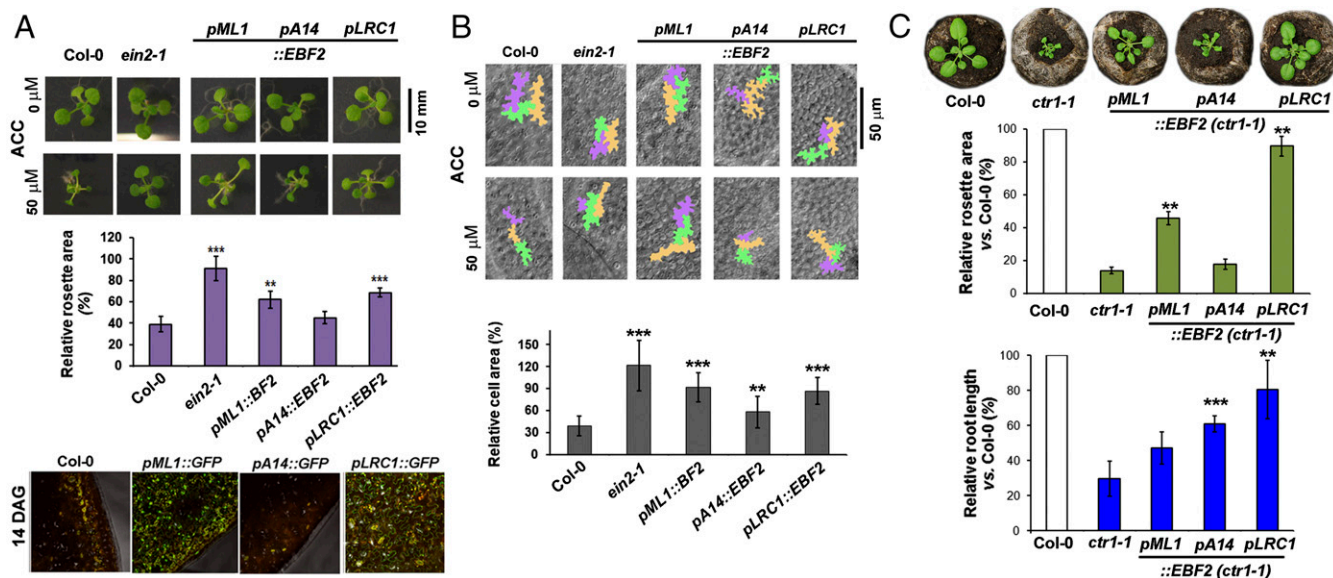 A
pML1 pA14 pLRC1
Col-0 ein2-1 ::EBF2
ACC
0 µM
50 µM
10 mm
Relative rosette area
(%)
120
100
80
60
40
20
0
***
**
***
Col-0
ein2-1
pML1::BF2
pA14::EBF2
pLRC1::EBF2
14 DAG
Col-0 pML1::GFP pA14::GFP pLRC1::GFP
B
pML1 pA14 pLRC1
Col-0 ein2-1 ::EBF2
ACC
0 µM
50 µM
50 µm
Relative cell area (%)
150
120
90
60
30
0
***
***
**
***
Col-0
ein2-1
pML1::BF2
pA14::EBF2
pLRC1::EBF2
C
Col-0 ctr1-1 pML1 pA14 pLRC1
::EBF2 (ctr1-1)
Relative rosette area
vs. Col-0 (%)
100
80
60
40
20
0
**
**
Col-0 ctr1-1 pML1 pA14 pLRC1
::EBF2 (ctr1-1)
Relative root length
vs. Col-0 (%)
100
80
60
40
20
0
***
**
Col-0 ctr1-1 pML1 pA14 pLRC1
::EBF2 (ctr1-1)